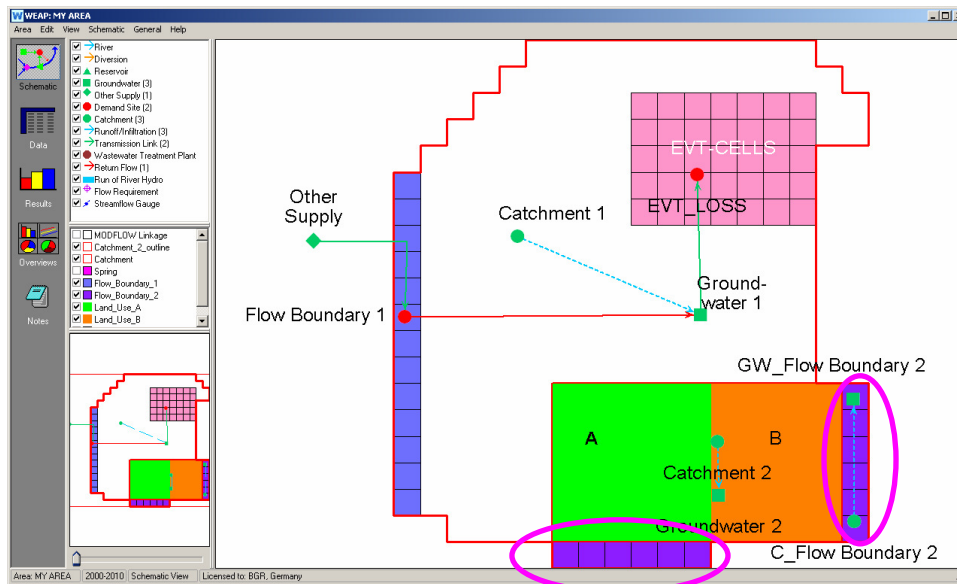 WEAP: MY AREA
Area Edit View Schematic General Help
Schematic
Data
Results
Overviews
Notes
River
Diversion
Reservoir
Groundwater (3)
Other Supply (1)
Demand Site (2)
Catchment (3)
Runoff/Infiltration (3)
Transmission Link (2)
Wastewater Treatment Plant
Return Flow (1)
Run of River Hydro
Flow Requirement
Streamflow Gauge
MODFLOW Linkage
Catchment_2_outline
Catchment
Spring
Flow_Boundary_1
Flow_Boundary_2
Land_Use_A
Land_Use_B
EVT-CELLS
EVT_LOSS
Other
Supply
Catchment 1
Ground-
water 1
Flow Boundary 1
GW_Flow Boundary 2
A
B
Catchment 2
Groundwater 2
C_Flow Boundary 2
Area: MY AREA 2000-2010 Schematic View Licensed to: BGR, Germany